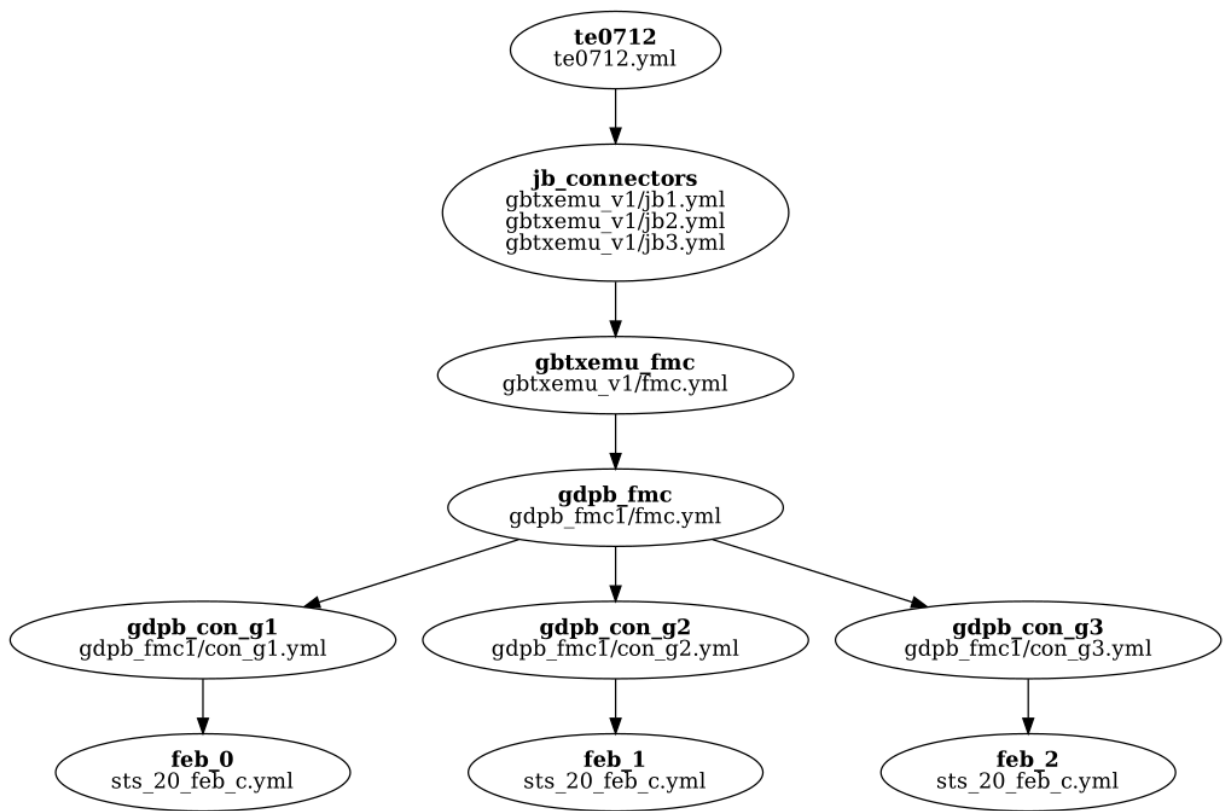 te0712
te0712.yml
jb_connectors
gbtxemu_v1/jb1.yml
gbtxemu_v1/jb2.yml
gbtxemu_v1/jb3.yml
gbtxemu_fmc
gbtxemu_v1/fmc.yml
gdpb_fmc
gdpb_fmc1/fmc.yml
gdpb_con_g1
gdpb_fmc1/con_g1.yml
gdpb_con_g2
gdpb_fmc1/con_g2.yml
gdpb_con_g3
gdpb_fmc1/con_g3.yml
feb_0
sts_20_feb_c.yml
feb_1
sts_20_feb_c.yml
feb_2
sts_20_feb_c.yml